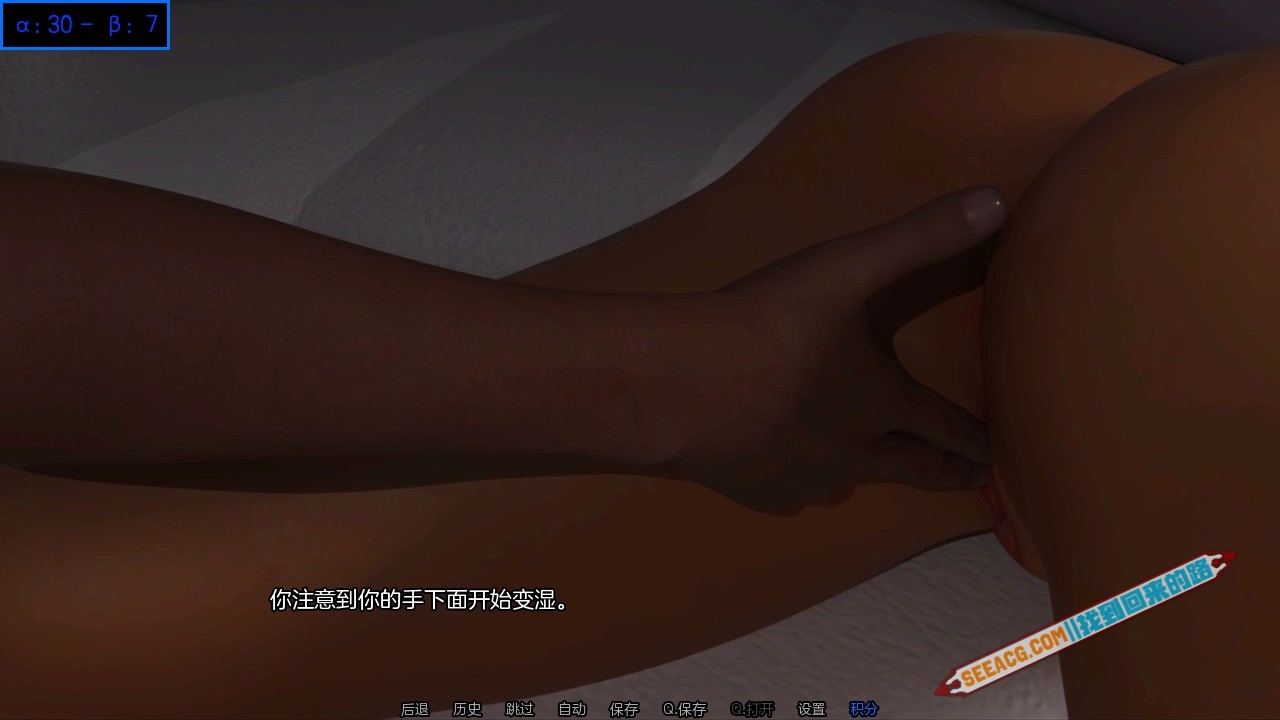 α: 30 – β: 7
你注意到你的手下面开始变湿。
SEEACG.COM||找到回来的路
后退 历史 跳过 自动 保存 Q.保存 Q.打开 设置 积分